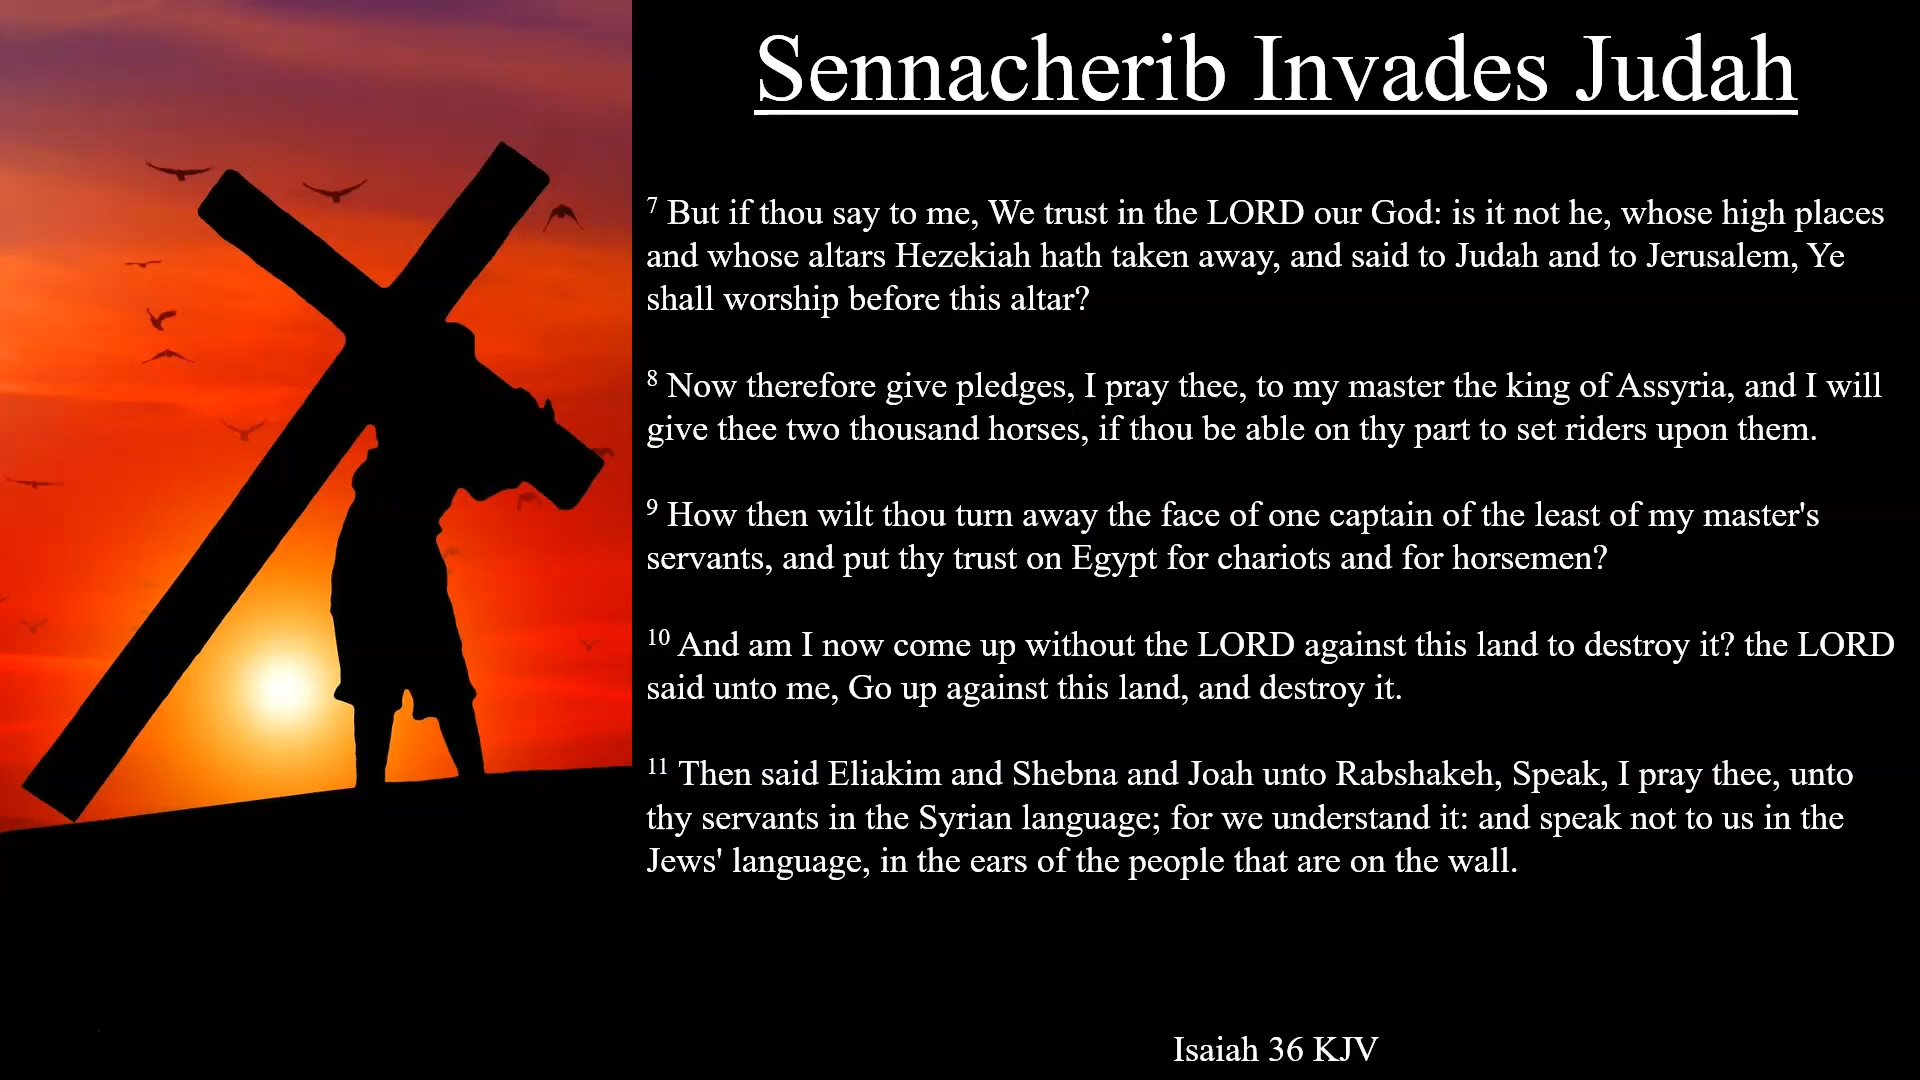 Sennacherib Invades Judah
7 But if thou say to me, We trust in the LORD our God: is it not he, whose high places
and whose altars Hezekiah hath taken away, and said to Judah and to Jerusalem, Ye
shall worship before this altar?
8 Now therefore give pledges, I pray thee, to my master the king of Assyria, and I will
give thee two thousand horses, if thou be able on thy part to set riders upon them.
9 How then wilt thou turn away the face of one captain of the least of my master's
servants, and put thy trust on Egypt for chariots and for horsemen?
10 And am I now come up without the LORD against this land to destroy it? the LORD
said unto me, Go up against this land, and destroy it.
11 Then said Eliakim and Shebna and Joah unto Rabshakeh, Speak, I pray thee, unto
thy servants in the Syrian language; for we understand it: and speak not to us in the
Jews' language, in the ears of the people that are on the wall.
Isaiah 36 KJV